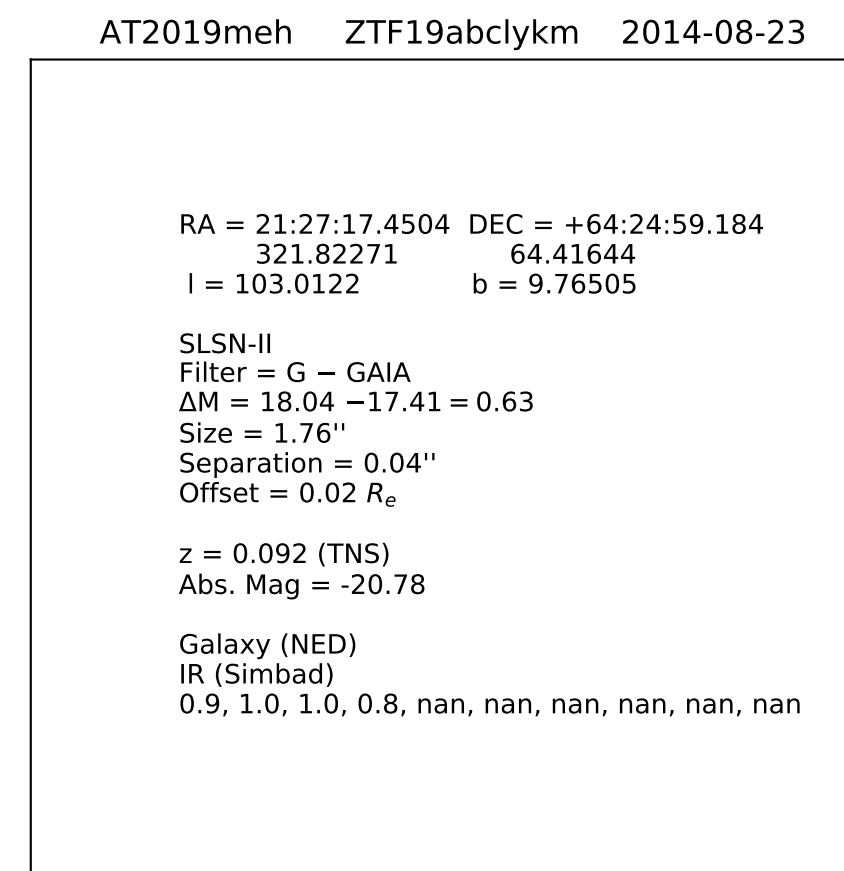 AT2019meh ZTF19abclykm 2014-08-23
RA = 21:27:17.4504 DEC = +64:24:59.184
321.82271 64.41644
l = 103.0122 b = 9.76505
SLSN-II
Filter = G − GAIA
ΔM = 18.04 −17.41 = 0.63
Size = 1.76''
Separation = 0.04''
Offset = 0.02 Rₑ
z = 0.092 (TNS)
Abs. Mag = -20.78
Galaxy (NED)
IR (Simbad)
0.9, 1.0, 1.0, 0.8, nan, nan, nan, nan, nan, nan